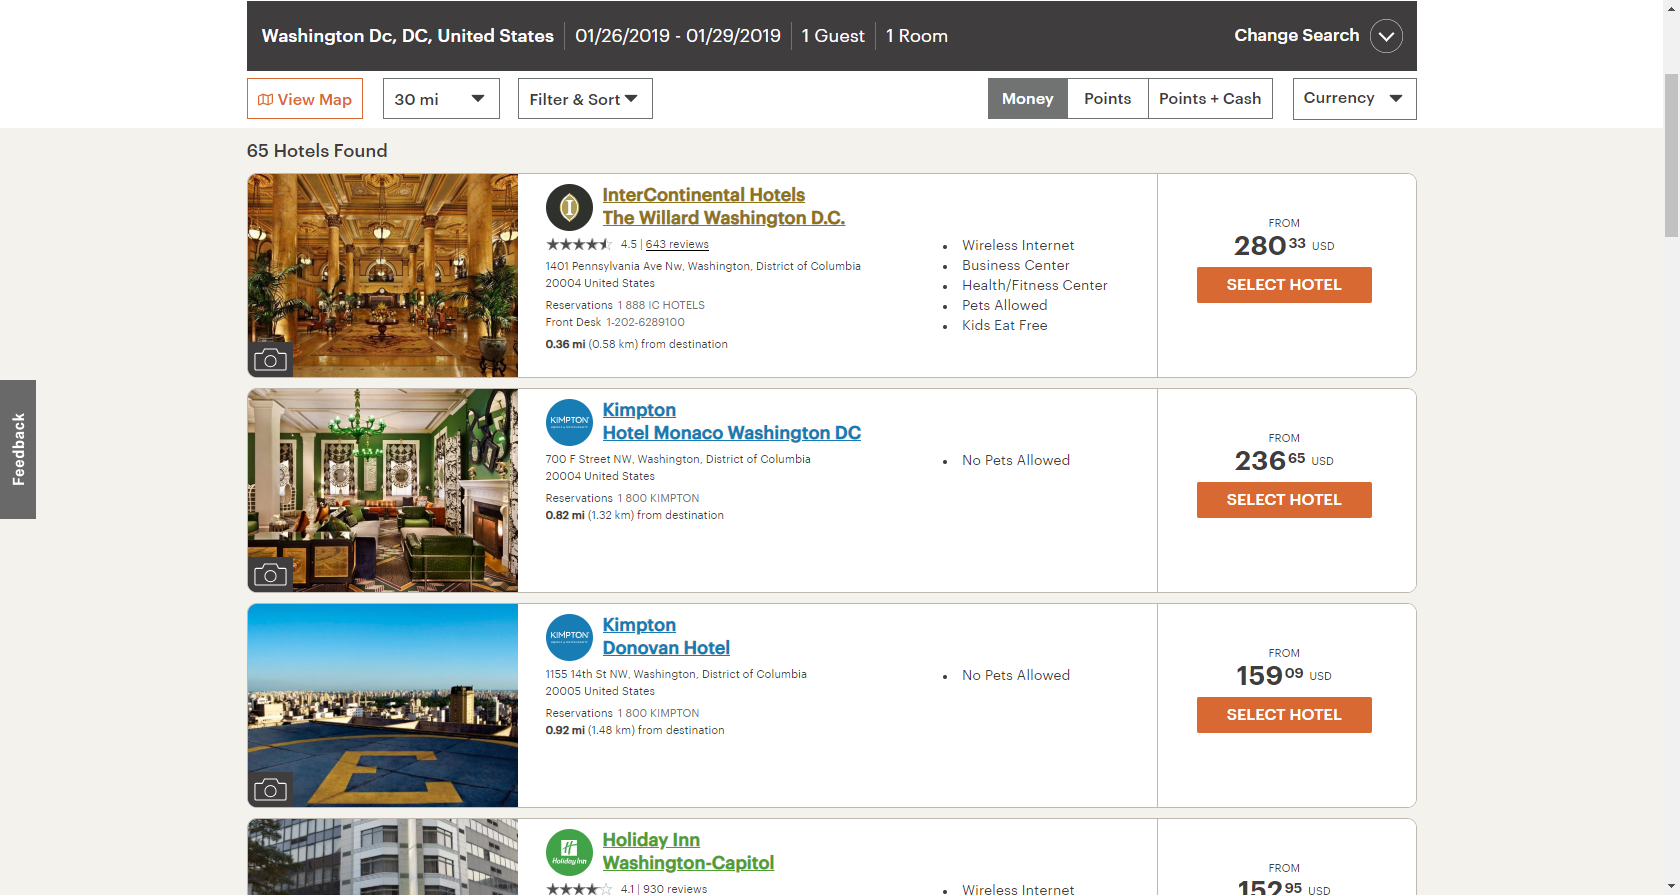 Washington Dc, DC, United States 01/26/2019 - 01/29/2019 1 Guest 1 Room Change Search
View Map 30 mi Filter & Sort Money Points Points + Cash Currency
65 Hotels Found
InterContinental Hotels
The Willard Washington D.C.
4.5 | 643 reviews
1401 Pennsylvania Ave Nw, Washington, District of Columbia
20004 United States
Reservations 1 888 IC HOTELS
Front Desk 1-202-6289100
0.36 mi (0.58 km) from destination
Wireless Internet
Business Center
Health/Fitness Center
Pets Allowed
Kids Eat Free
FROM
280 33 USD
SELECT HOTEL
KIMPTON
Kimpton
Hotel Monaco Washington DC
700 F Street NW, Washington, District of Columbia
20004 United States
Reservations 1 800 KIMPTON
0.82 mi (1.32 km) from destination
No Pets Allowed
FROM
236 65 USD
SELECT HOTEL
KIMPTON
Kimpton
Donovan Hotel
1155 14th St NW, Washington, District of Columbia
20005 United States
Reservations 1 800 KIMPTON
0.92 mi (1.48 km) from destination
No Pets Allowed
FROM
159 09 USD
SELECT HOTEL
H
Holiday Inn
Holiday Inn
Washington-Capitol
4.1 | 930 reviews
Wireless Internet
FROM
152 95 USD
Feedback